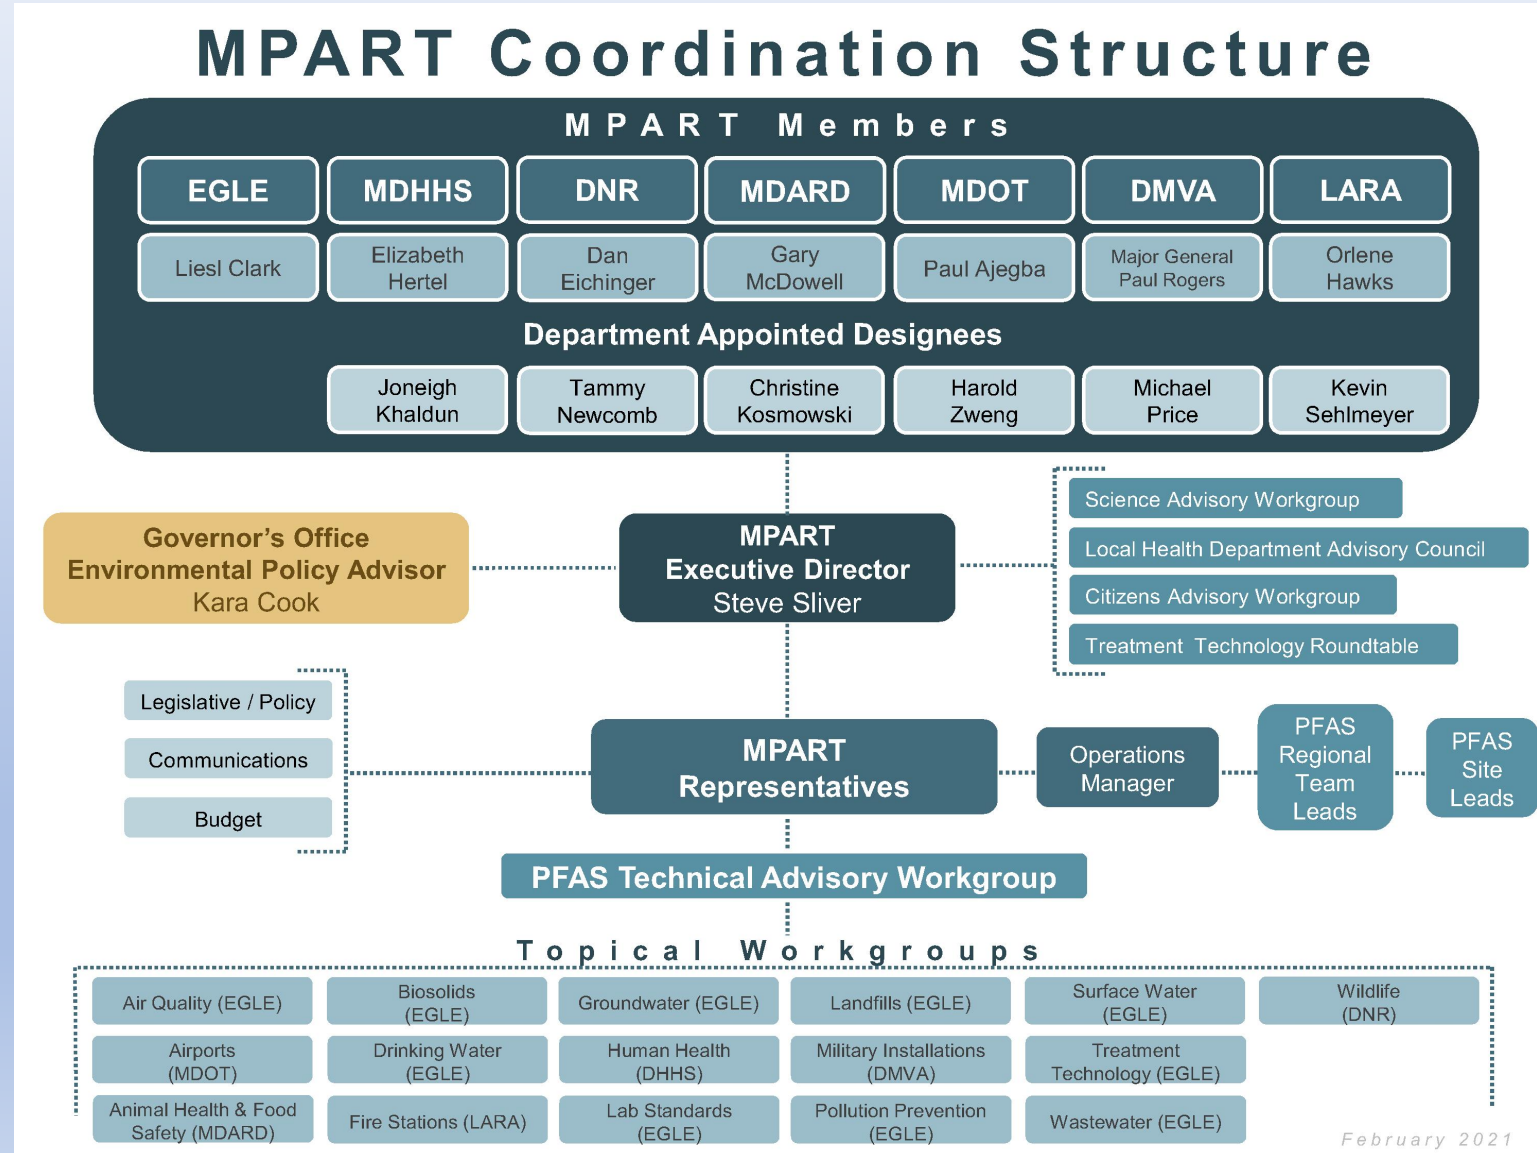 MPART Coordination Structure
MPART Members
EGLE
MDHHS
DNR
MDARD
MDOT
DMVA
LARA
Liesl Clark
Elizabeth
Hertel
Dan
Eichinger
Gary
McDowell
Paul Ajegba
Major General
Paul Rogers
Orlene
Hawks
Department Appointed Designees
Joneigh
Khaldun
Tammy
Newcomb
Christine
Kosmowski
Harold
Zweng
Michael
Price
Kevin
Sehlmeyer
Governor’s Office
Environmental Policy Advisor
Kara Cook
MPART
Executive Director
Steve Sliver
Science Advisory Workgroup
Local Health Department Advisory Council
Citizens Advisory Workgroup
Treatment Technology Roundtable
Legislative / Policy
Communications
Budget
MPART
Representatives
Operations
Manager
PFAS
Regional
Team
Leads
PFAS
Site
Leads
PFAS Technical Advisory Workgroup
Topical Workgroups
Air Quality (EGLE)
Biosolids
(EGLE)
Groundwater (EGLE)
Landfills (EGLE)
Surface Water
(EGLE)
Wildlife
(DNR)
Airports
(MDOT)
Drinking Water
(EGLE)
Human Health
(DHHS)
Military Installations
(DMVA)
Treatment
Technology (EGLE)
Animal Health & Food
Safety (MDARD)
Fire Stations (LARA)
Lab Standards
(EGLE)
Pollution Prevention
(EGLE)
Wastewater (EGLE)
February 2021